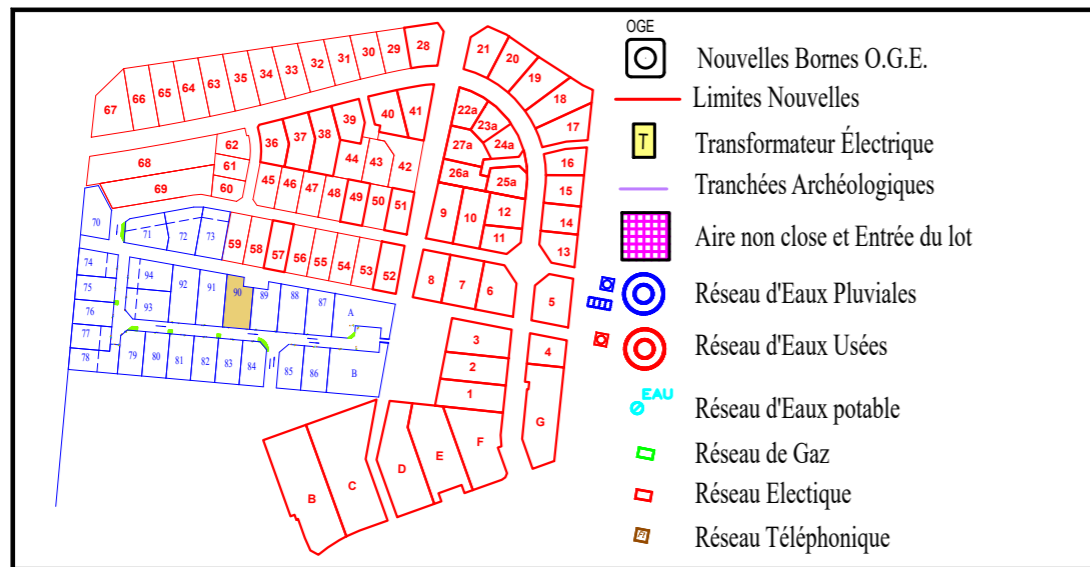 OGE
Nouvelles Bornes O.G.E.
Limites Nouvelles
T
Transformateur Électrique
Tranchées Archéologiques
Aire non close et Entrée du lot
Réseau d'Eaux Pluviales
Réseau d'Eaux Usées
EAU
Réseau d'Eaux potable
Réseau de Gaz
Réseau Electique
Réseau Téléphonique
67 66 65 64 63 35 34 33 32 31 30 29 28
21 20 19 18 17
36 37 38 39 40 41
22a 23a 24a 27a 26a 25a
62 61 60
44 43 42
68
69
45 46 47 48 49 50 51
9 10 12 11
16 15 14 13
70 71 72 73
59 58 57 56 55 54 53 52
8 7 6 5
74 75 76 77 78
94 93 92 91 90 89 88 87 A
P
79 80 81 82 83 84 85 86 B
3 2 1
4
G
B C D E F